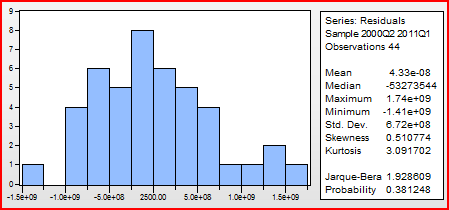 9
8
7
6
5
4
3
2
1
0
-1.5e+09 -1.0e+09 -5.0e+08 2500.00 5.0e+08 1.0e+09 1.5e+09
Series: Residuals
Sample 2000Q2 2011Q1
Observations 44
Mean 4.33e-08
Median -53273544
Maximum 1.74e+09
Minimum -1.41e+09
Std. Dev. 6.72e+08
Skewness 0.510774
Kurtosis 3.091702
Jarque-Bera 1.928609
Probability 0.381248